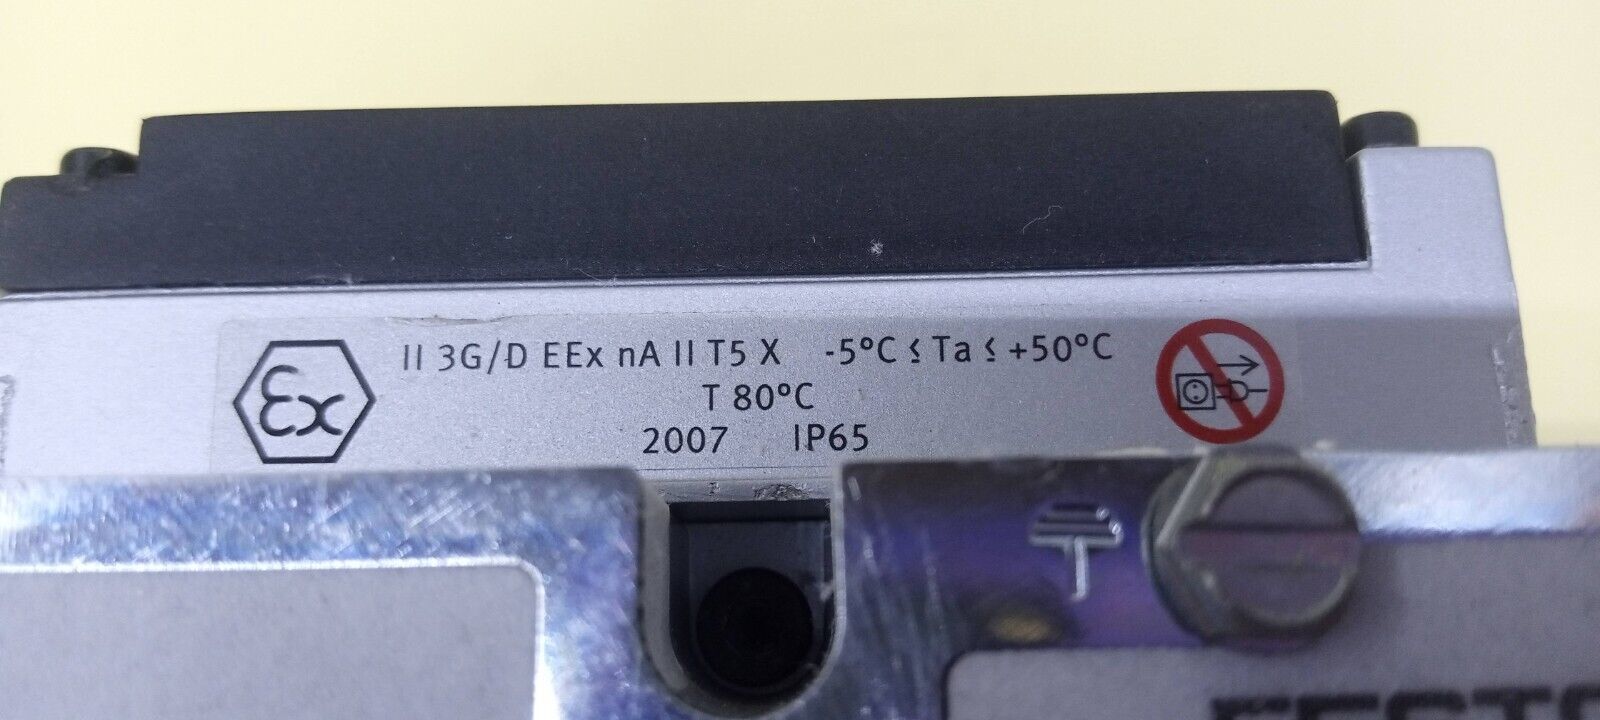 II 3G/D EEx nA II T5 X -5°C ≤ Ta ≤ +50°C
Ex
T 80°C
2007 IP65